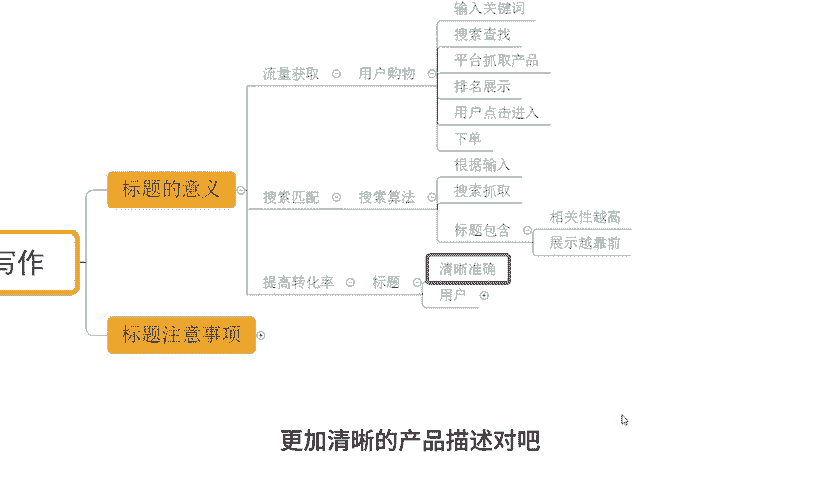 写作
标题的意义
流量获取
用户购物
输入关键词
搜索查找
平台抓取产品
排名展示
用户点击进入
下单
搜索匹配
搜索算法
根据输入
搜索抓取
标题包含
相关性越高
展示越靠前
提高转化率
标题
清晰准确
用户
标题注意事项
更加清晰的产品描述对吧